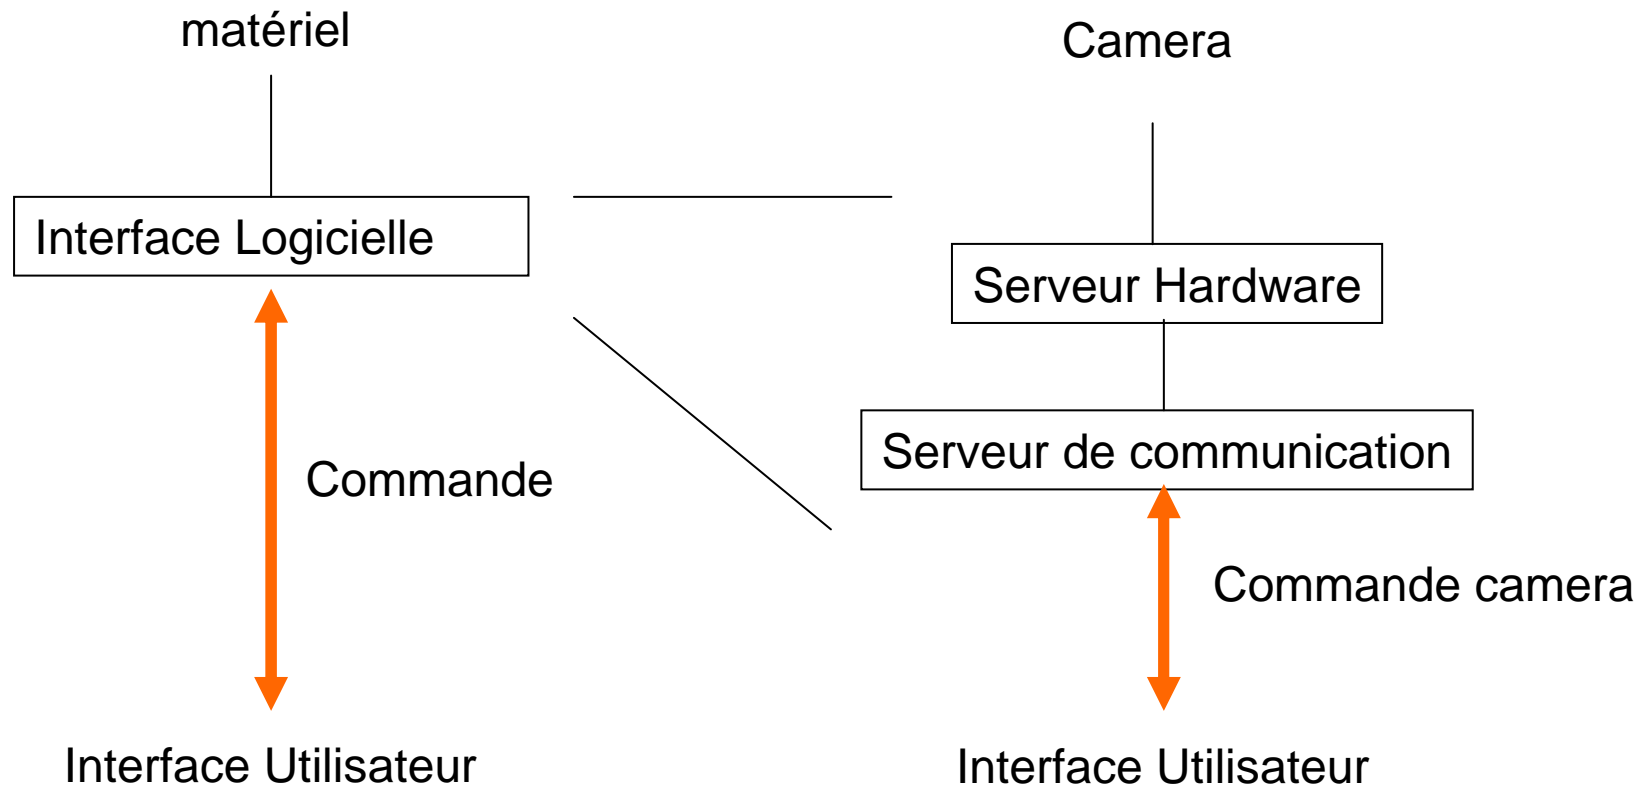 matériel
Interface Logicielle
Commande
Interface Utilisateur
Camera
Serveur Hardware
Serveur de communication
Commande camera
Interface Utilisateur